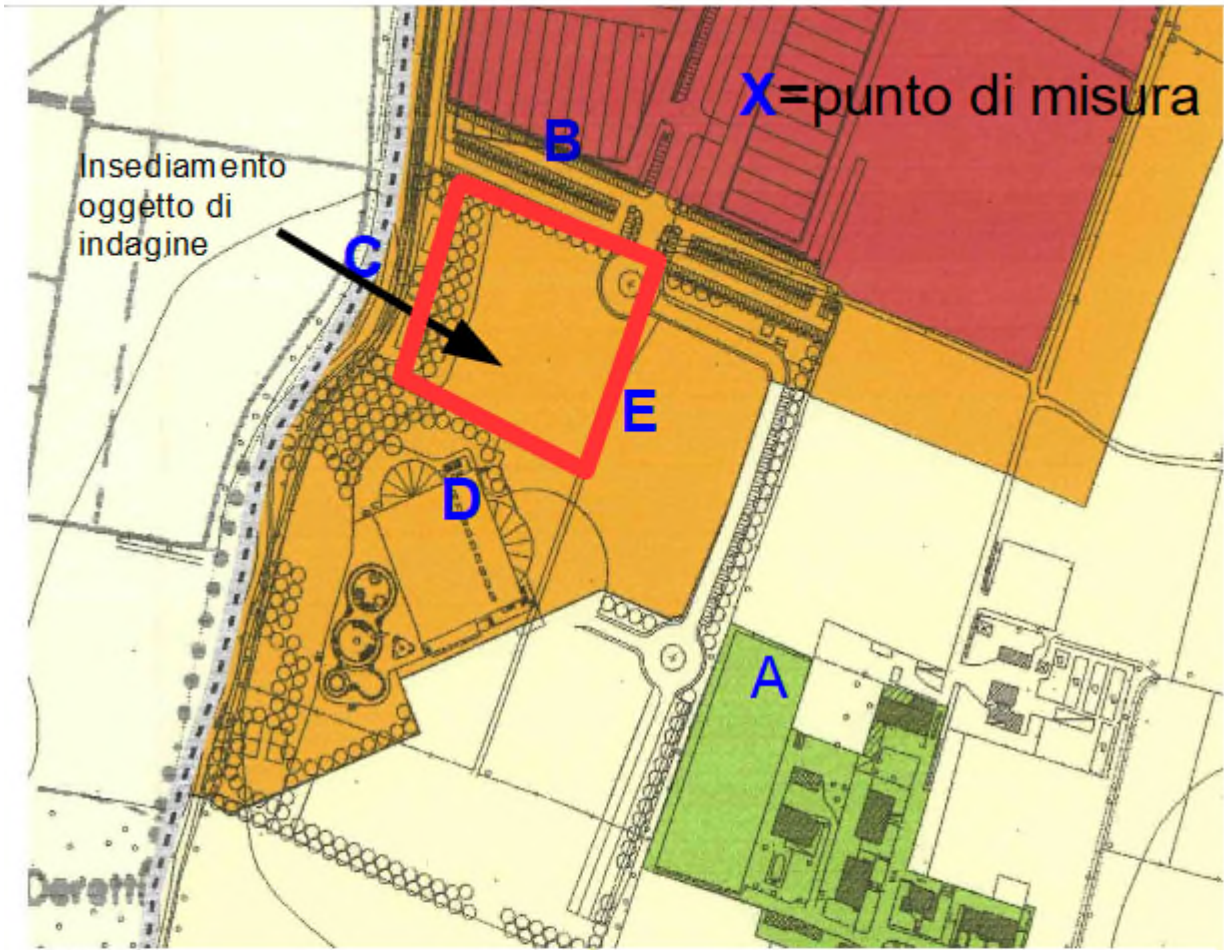 X=punto di misura
B
Insediamento
oggetto di
indagine
C
E
D
A